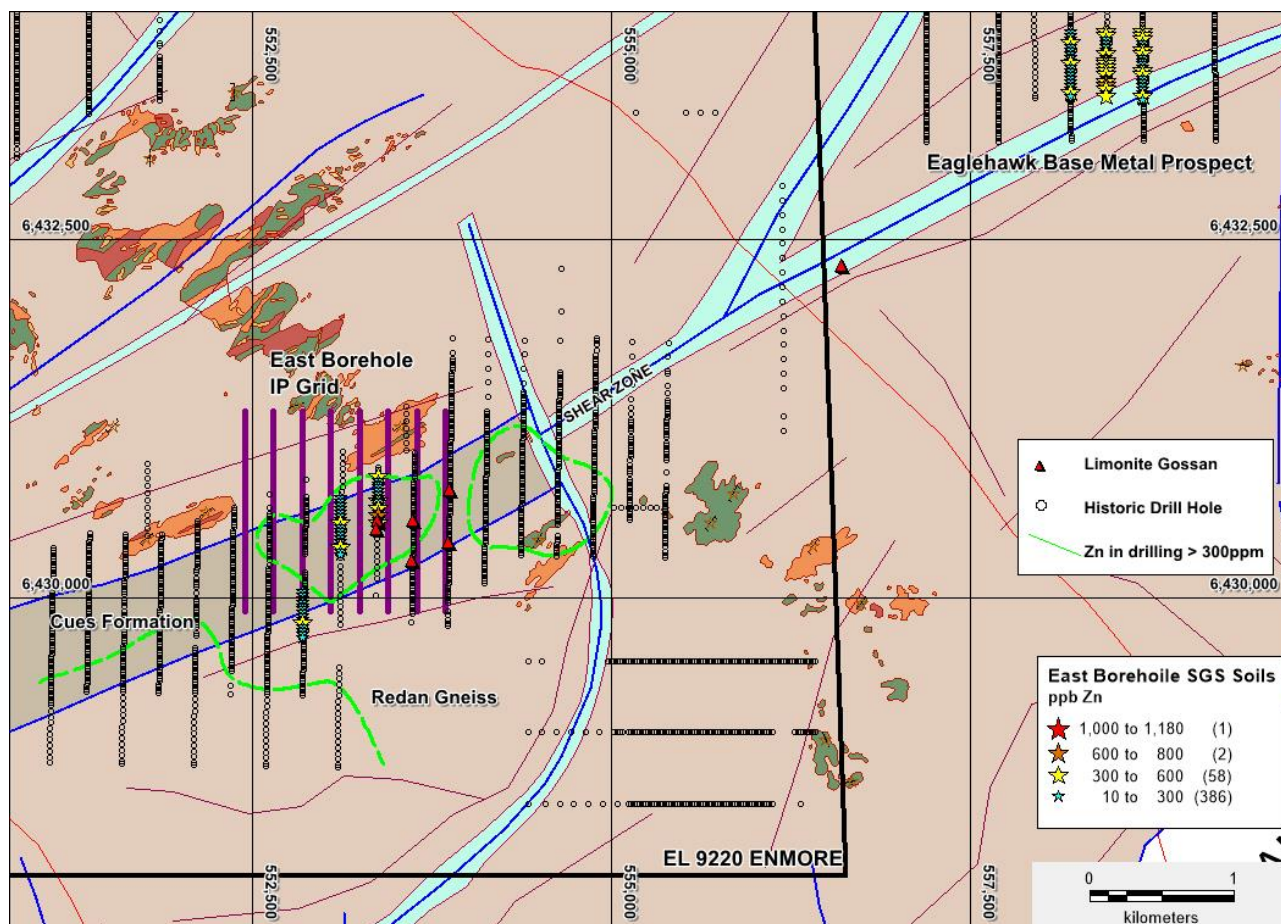 552,500
555,000
557,500
Eaglehawk Base Metal Prospect
6,432,500
6,432,500
East Borehole
IP Grid
SHEAR ZONE
Limonite Gossan
Historic Drill Hole
Zn in drilling > 300ppm
6,430,000
6,430,000
Cues Formation
Redan Gneiss
East Borehoile SGS Soils
ppb Zn
1,000 to 1,180 (1)
600 to 800 (2)
300 to 600 (58)
10 to 300 (386)
EL 9220 ENMORE
552,500
555,000
557,500
0 1
kilometers